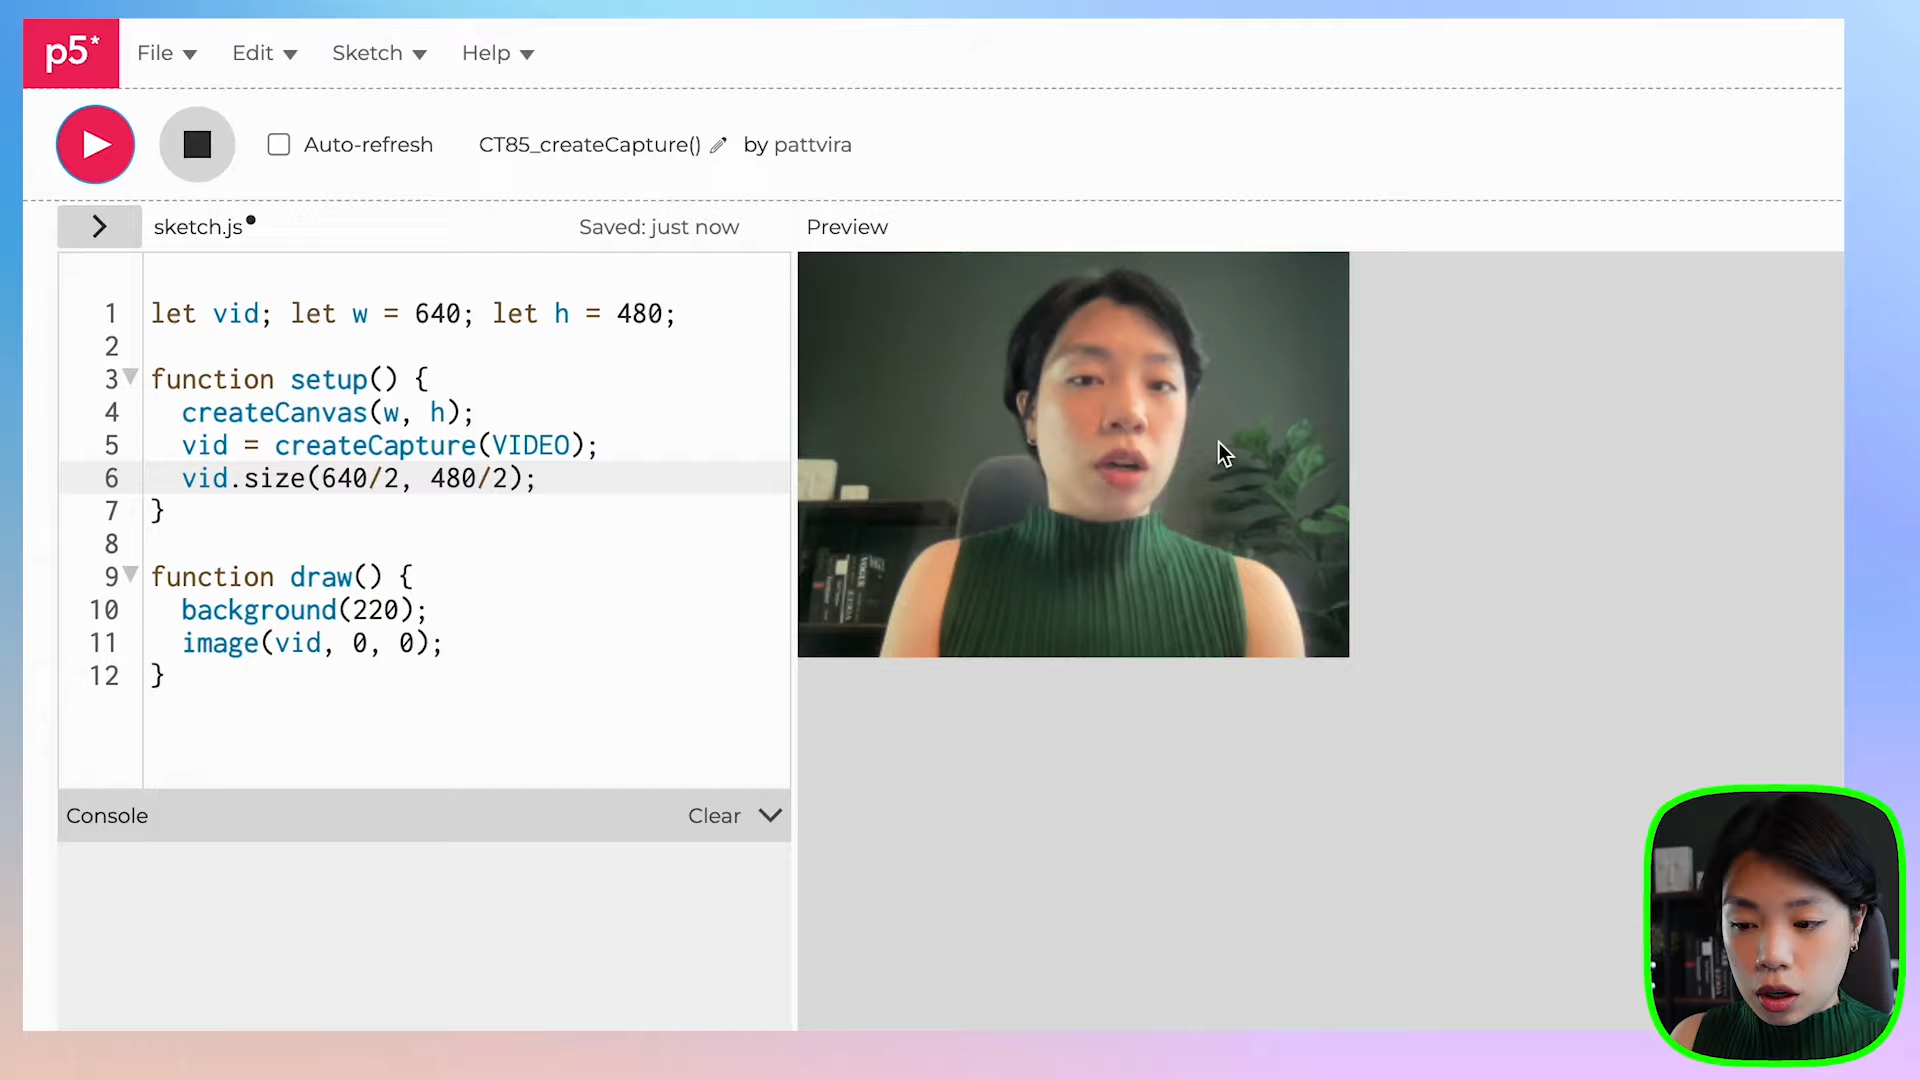 p5*
File Edit Sketch Help
Auto-refresh CT85_createCapture() by pattvira
sketch.js Saved: just now Preview
1 let vid; let w = 640; let h = 480;
2
3 function setup() {
4 createCanvas(w, h);
5 vid = createCapture(VIDEO);
6 vid.size(640/2, 480/2);
7 }
8
9 function draw() {
10 background(220);
11 image(vid, 0, 0);
12 }
Console Clear